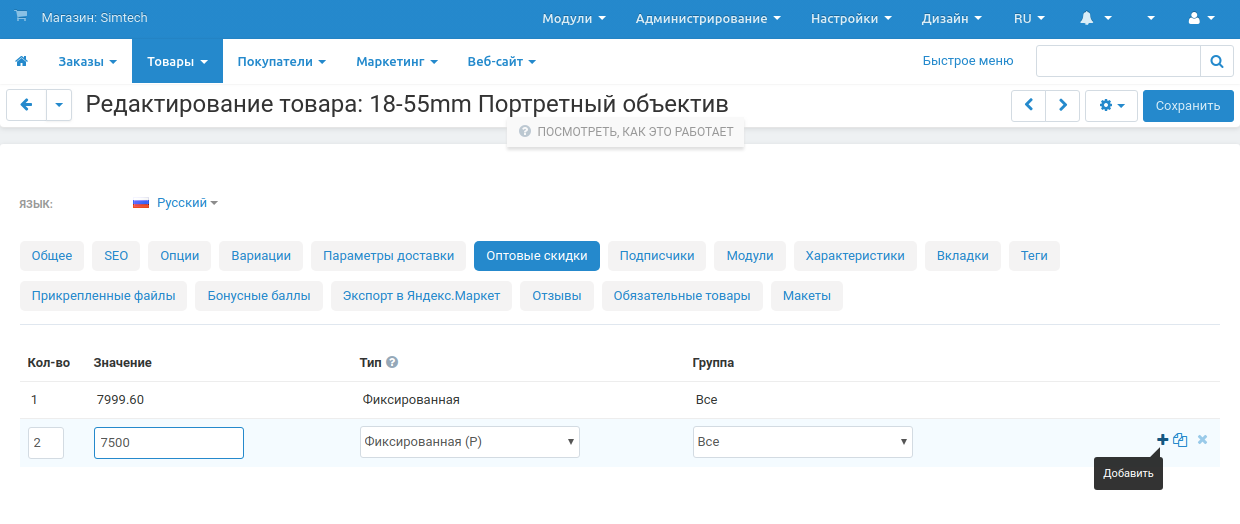 Магазин: Simtech Модули Администрирование Настройки Дизайн RU
Заказы Товары Покупатели Маркетинг Веб-сайт Быстрое меню
Редактирование товара: 18-55mm Портретный объектив Сохранить
ПОСМОТРЕТЬ, КАК ЭТО РАБОТАЕТ
ЯЗЫК: Русский
Общее SEO Опции Вариации Параметры доставки Оптовые скидки Подписчики Модули Характеристики Вкладки Теги
Прикрепленные файлы Бонусные баллы Экспорт в Яндекс.Маркет Отзывы Обязательные товары Макеты
Кол-во Значение Тип Группа
1 7999.60 Фиксированная Все
2 7500 Фиксированная (Р) Все
Добавить